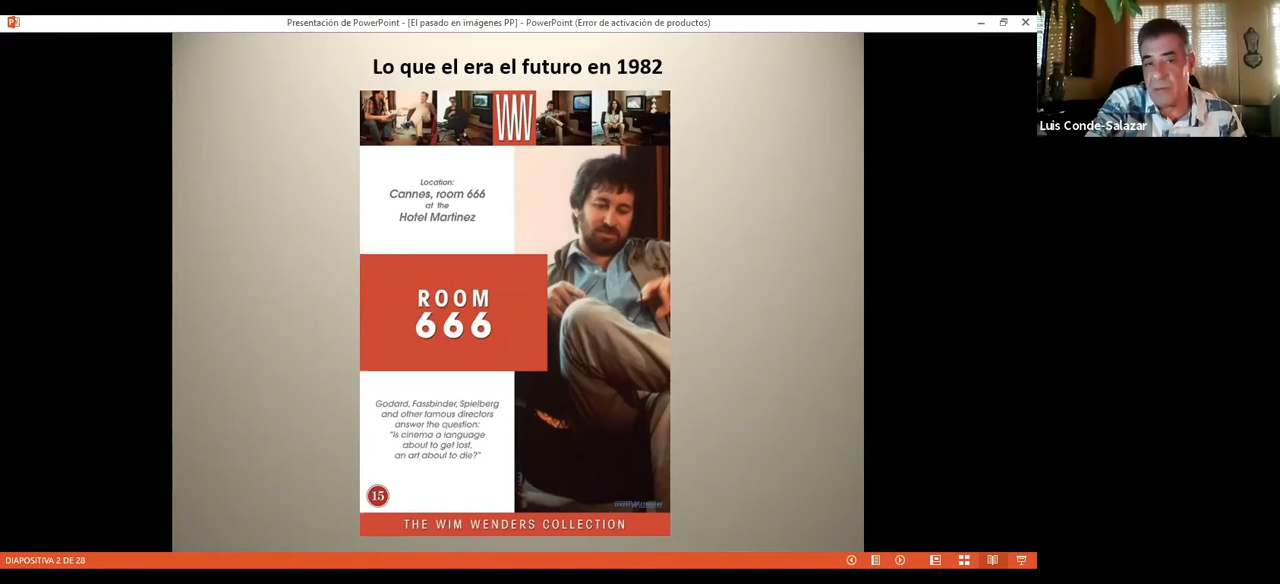 Presentación de PowerPoint - [El pasado en imágenes PP] - PowerPoint (Error de activación de productos)
Luis Conde-Salazar
Lo que el era el futuro en 1982
WW
Location:
Cannes, room 666
at the
Hotel Martinez
ROOM
666
Godard, Fassbinder, Spielberg
and other famous directors
answer the question:
"Is cinema a language
about to get lost,
an art about to die?"
15
THE WIM WENDERS COLLECTION
DIAPOSITIVA 2 DE 28